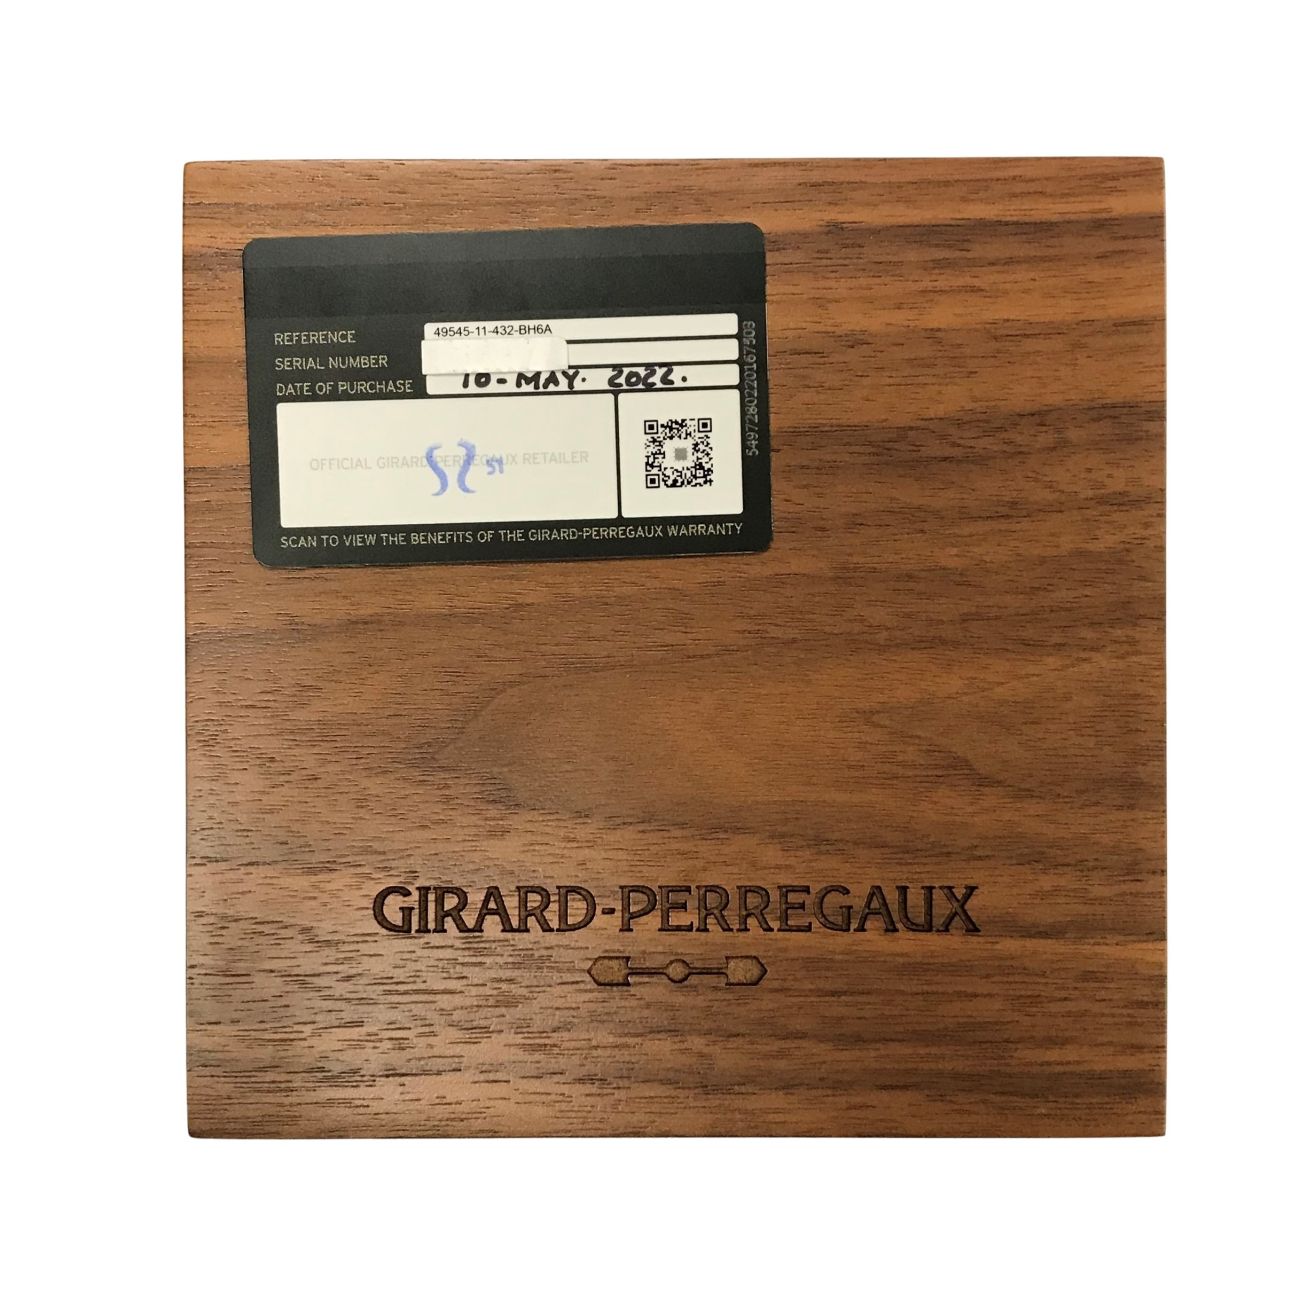 REFERENCE 49545-11-432-BH6A
SERIAL NUMBER
DATE OF PURCHASE 10-MAY. 2022.
5497280220167503
OFFICIAL GIRARD-PERREGAUX RETAILER
SCAN TO VIEW THE BENEFITS OF THE GIRARD-PERREGAUX WARRANTY
GIRARD-PERREGAUX